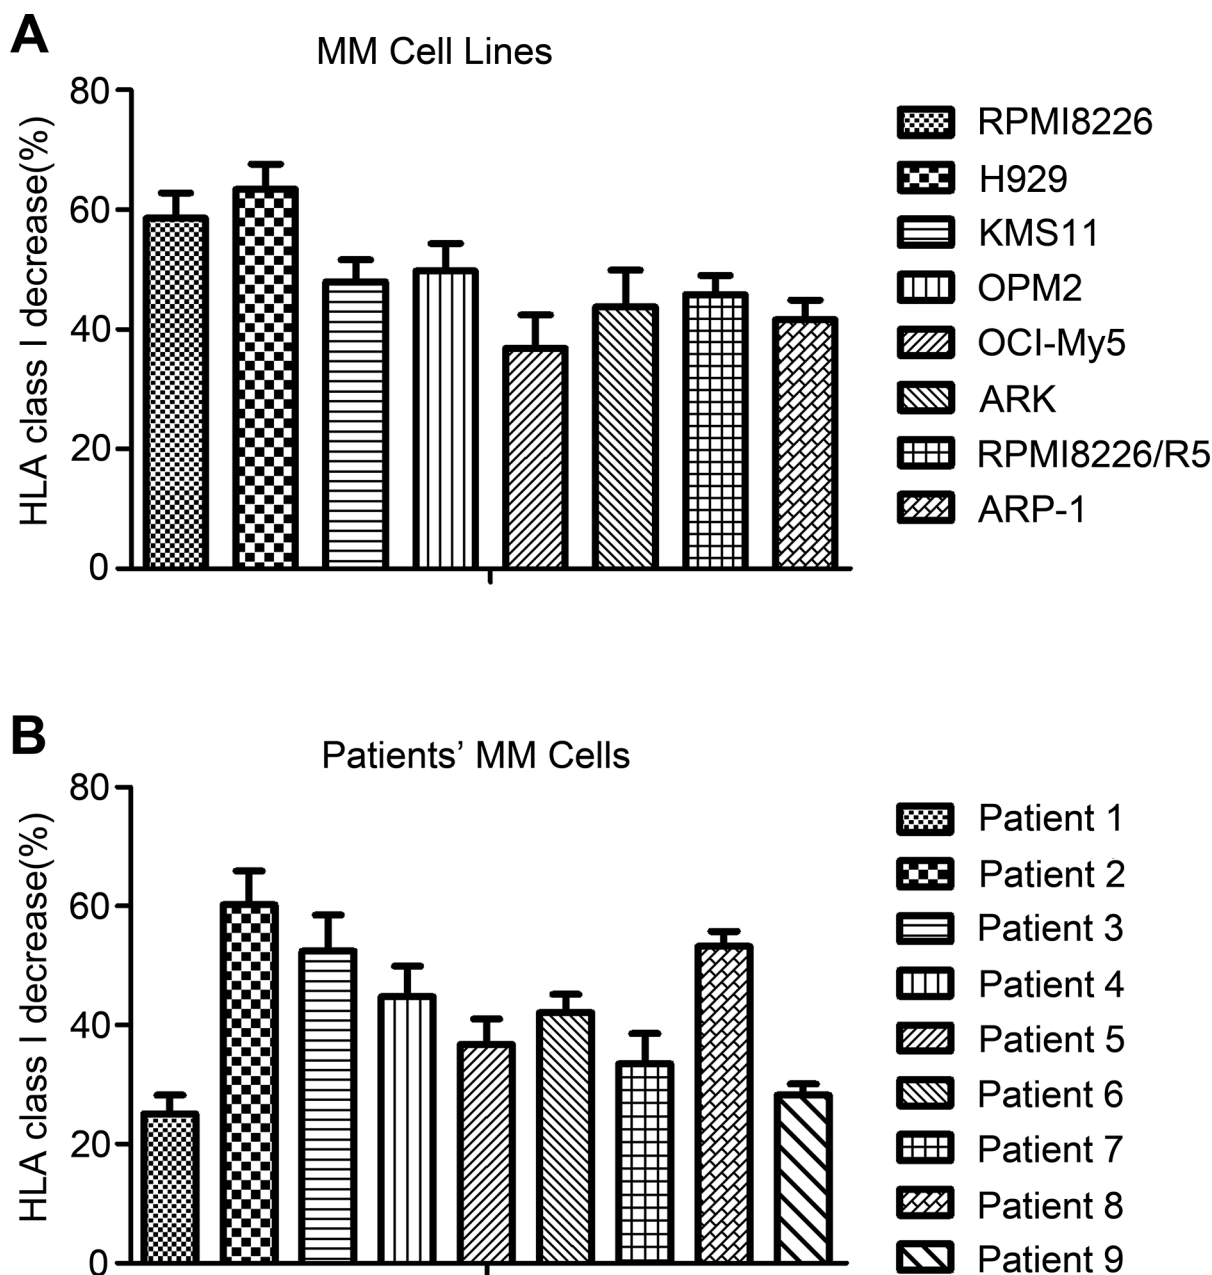 A
MM Cell Lines
HLA class I decrease(%)
80
60
40
20
0
RPMI8226
H929
KMS11
OPM2
OCI-My5
ARK
RPMI8226/R5
ARP-1
B
Patients’ MM Cells
HLA class I decrease(%)
80
60
40
20
0
Patient 1
Patient 2
Patient 3
Patient 4
Patient 5
Patient 6
Patient 7
Patient 8
Patient 9